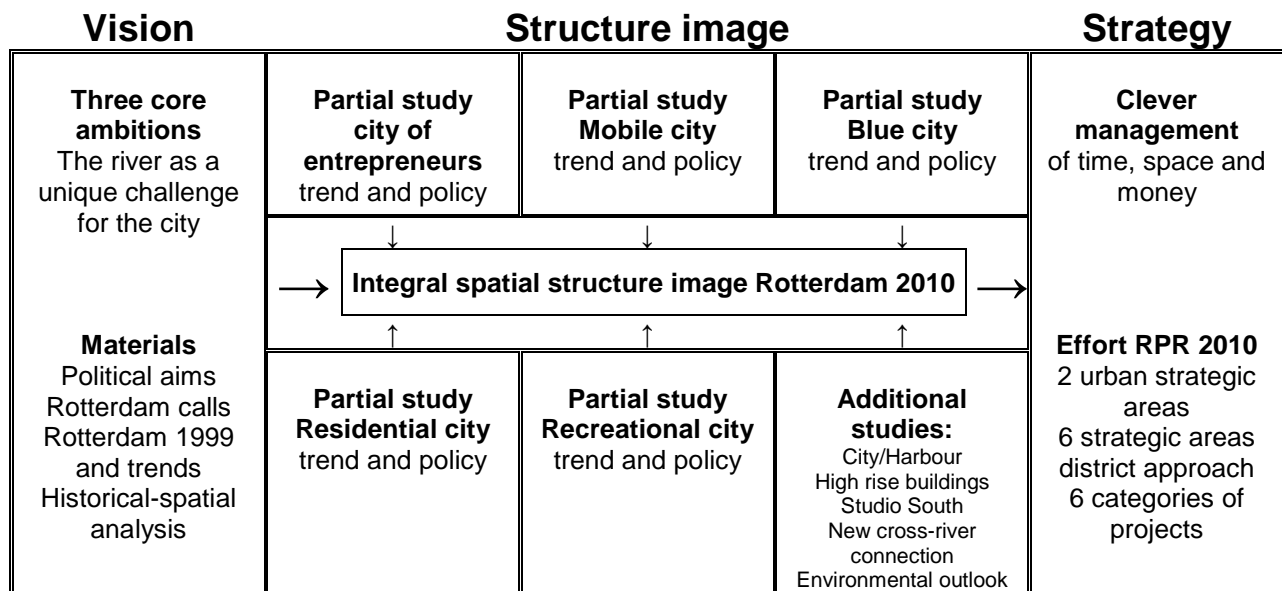 Vision
Structure image
Strategy
Three core
ambitions
The river as a
unique challenge
for the city
Partial study
city of
entrepreneurs
trend and policy
Partial study
Mobile city
trend and policy
Partial study
Blue city
trend and policy
Clever
management
of time, space and
money
↓ ↓ ↓
→ Integral spatial structure image Rotterdam 2010 →
↑ ↑ ↑
Materials
Political aims
Rotterdam calls
Rotterdam 1999
and trends
Historical-spatial
analysis
Partial study
Residential city
trend and policy
Partial study
Recreational city
trend and policy
Additional
studies:
City/Harbour
High rise buildings
Studio South
New cross-river
connection
Environmental outlook
Effort RPR 2010
2 urban strategic
areas
6 strategic areas
district approach
6 categories of
projects